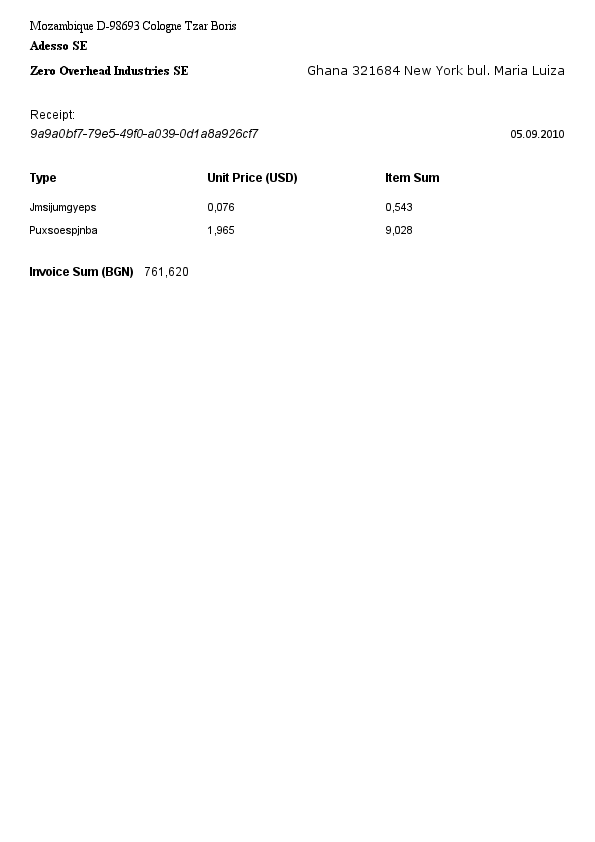 Mozambique D-98693 Cologne Tzar Boris
Adesso SE
Zero Overhead Industries SE Ghana 321684 New York bul. Maria Luiza
Receipt:
9a9a0bf7-79e5-49f0-a039-0d1a8a926cf7 05.09.2010
Type Unit Price (USD) Item Sum
Jmsijumgyeps 0,076 0,543
Puxsoespjnba 1,965 9,028
Invoice Sum (BGN) 761,620